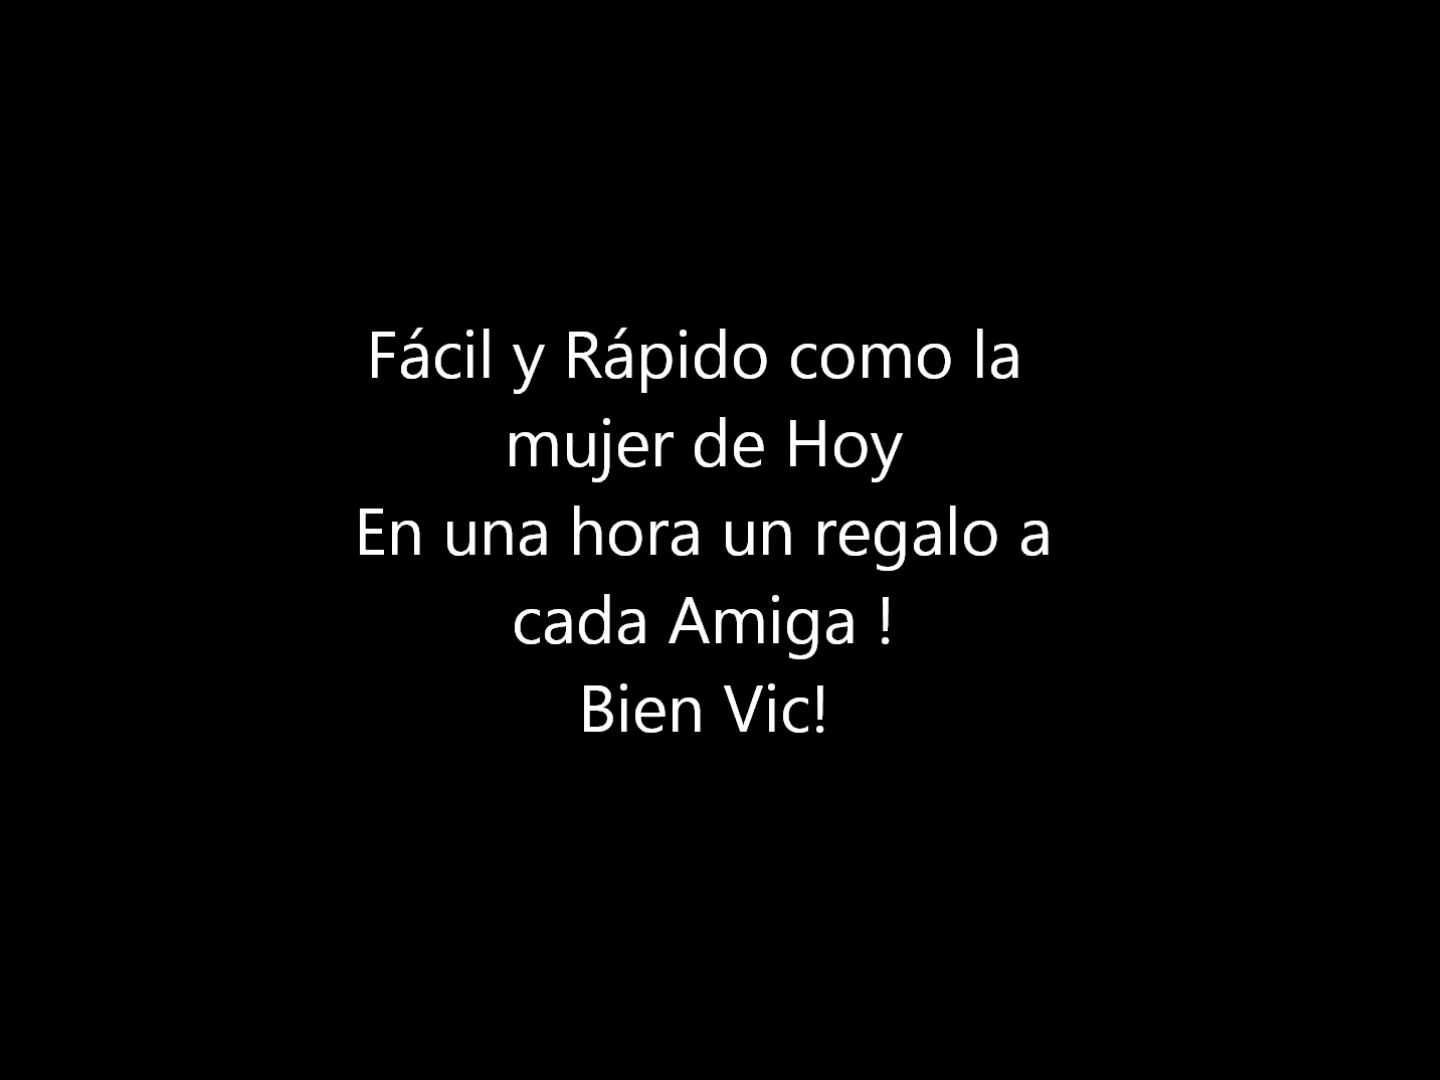 Fácil y Rápido como la
mujer de Hoy
En una hora un regalo a
cada Amiga !
Bien Vic!